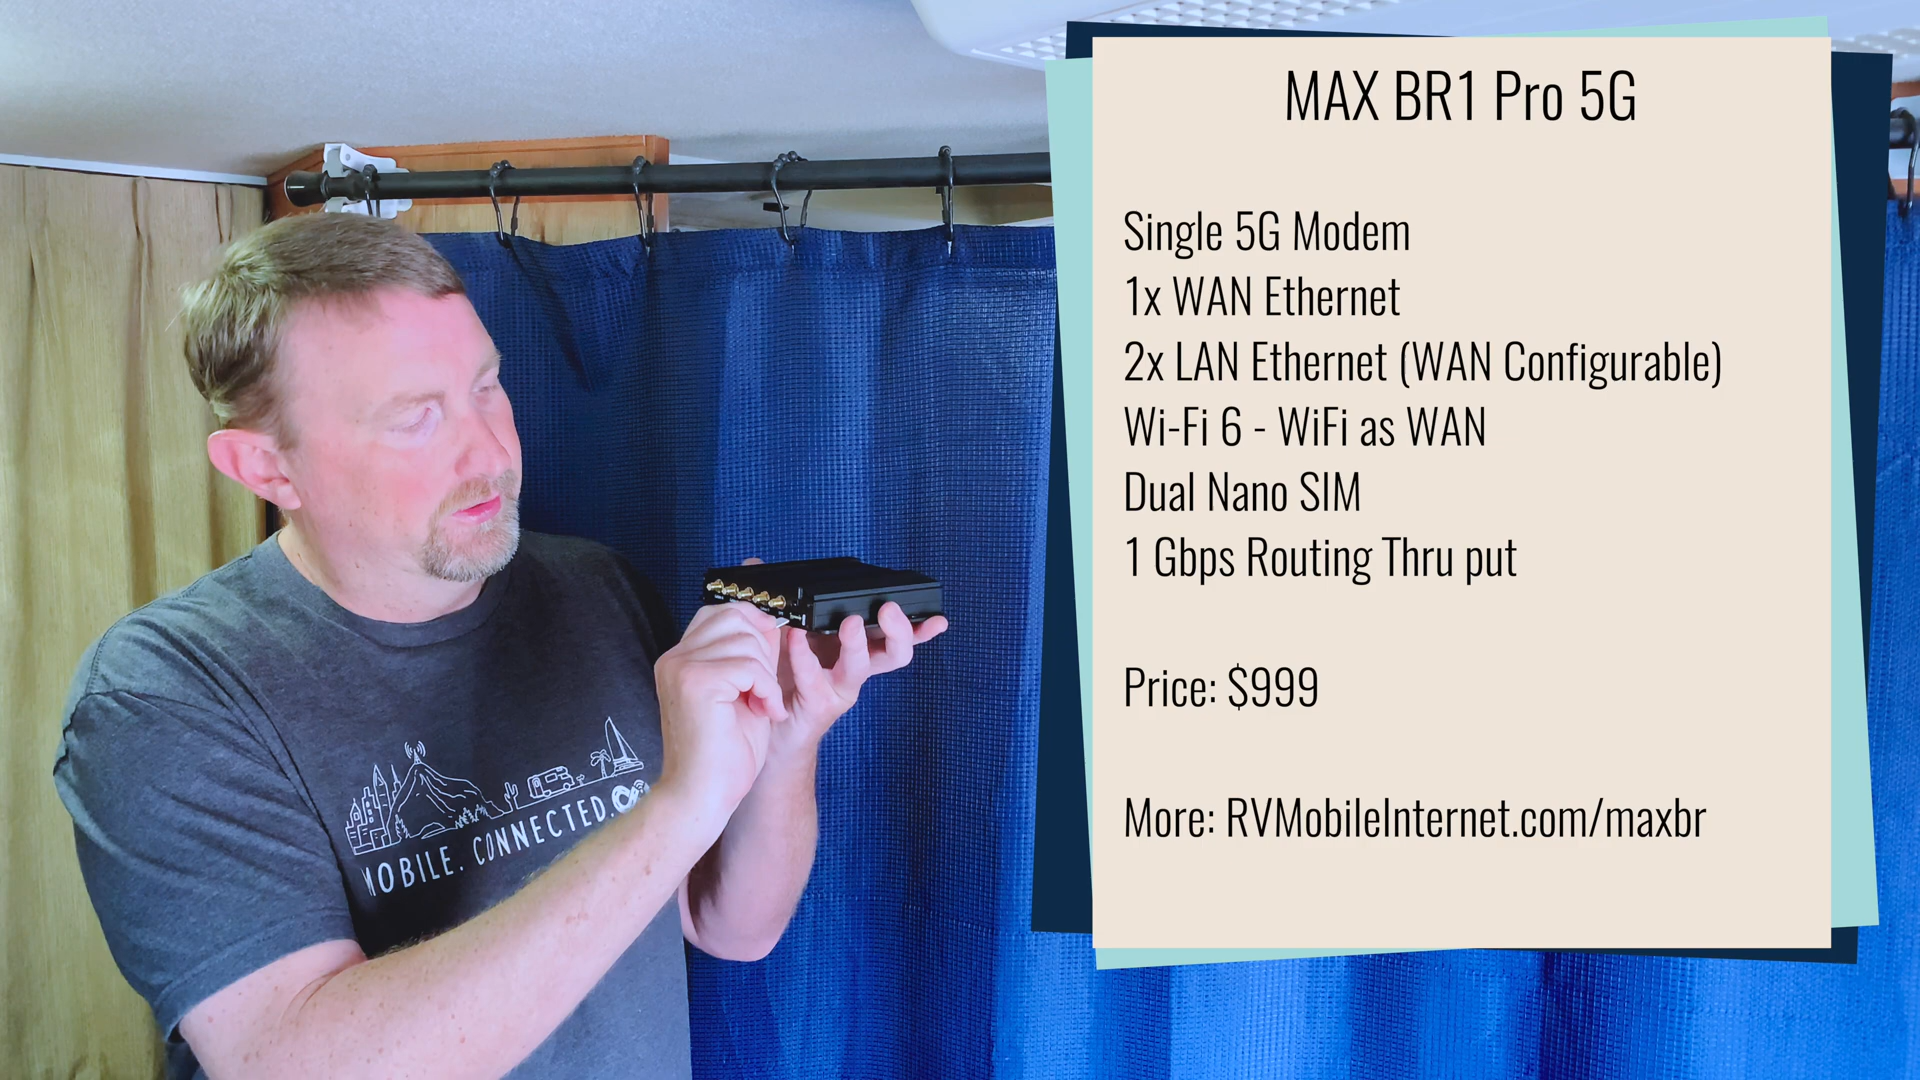 MAX BR1 Pro 5G
Single 5G Modem
1x WAN Ethernet
2x LAN Ethernet (WAN Configurable)
Wi-Fi 6 - WiFi as WAN
Dual Nano SIM
1 Gbps Routing Thru put
Price: $999
More: RVMobileInternet.com/maxbr
MOBILE. CONNECTED.